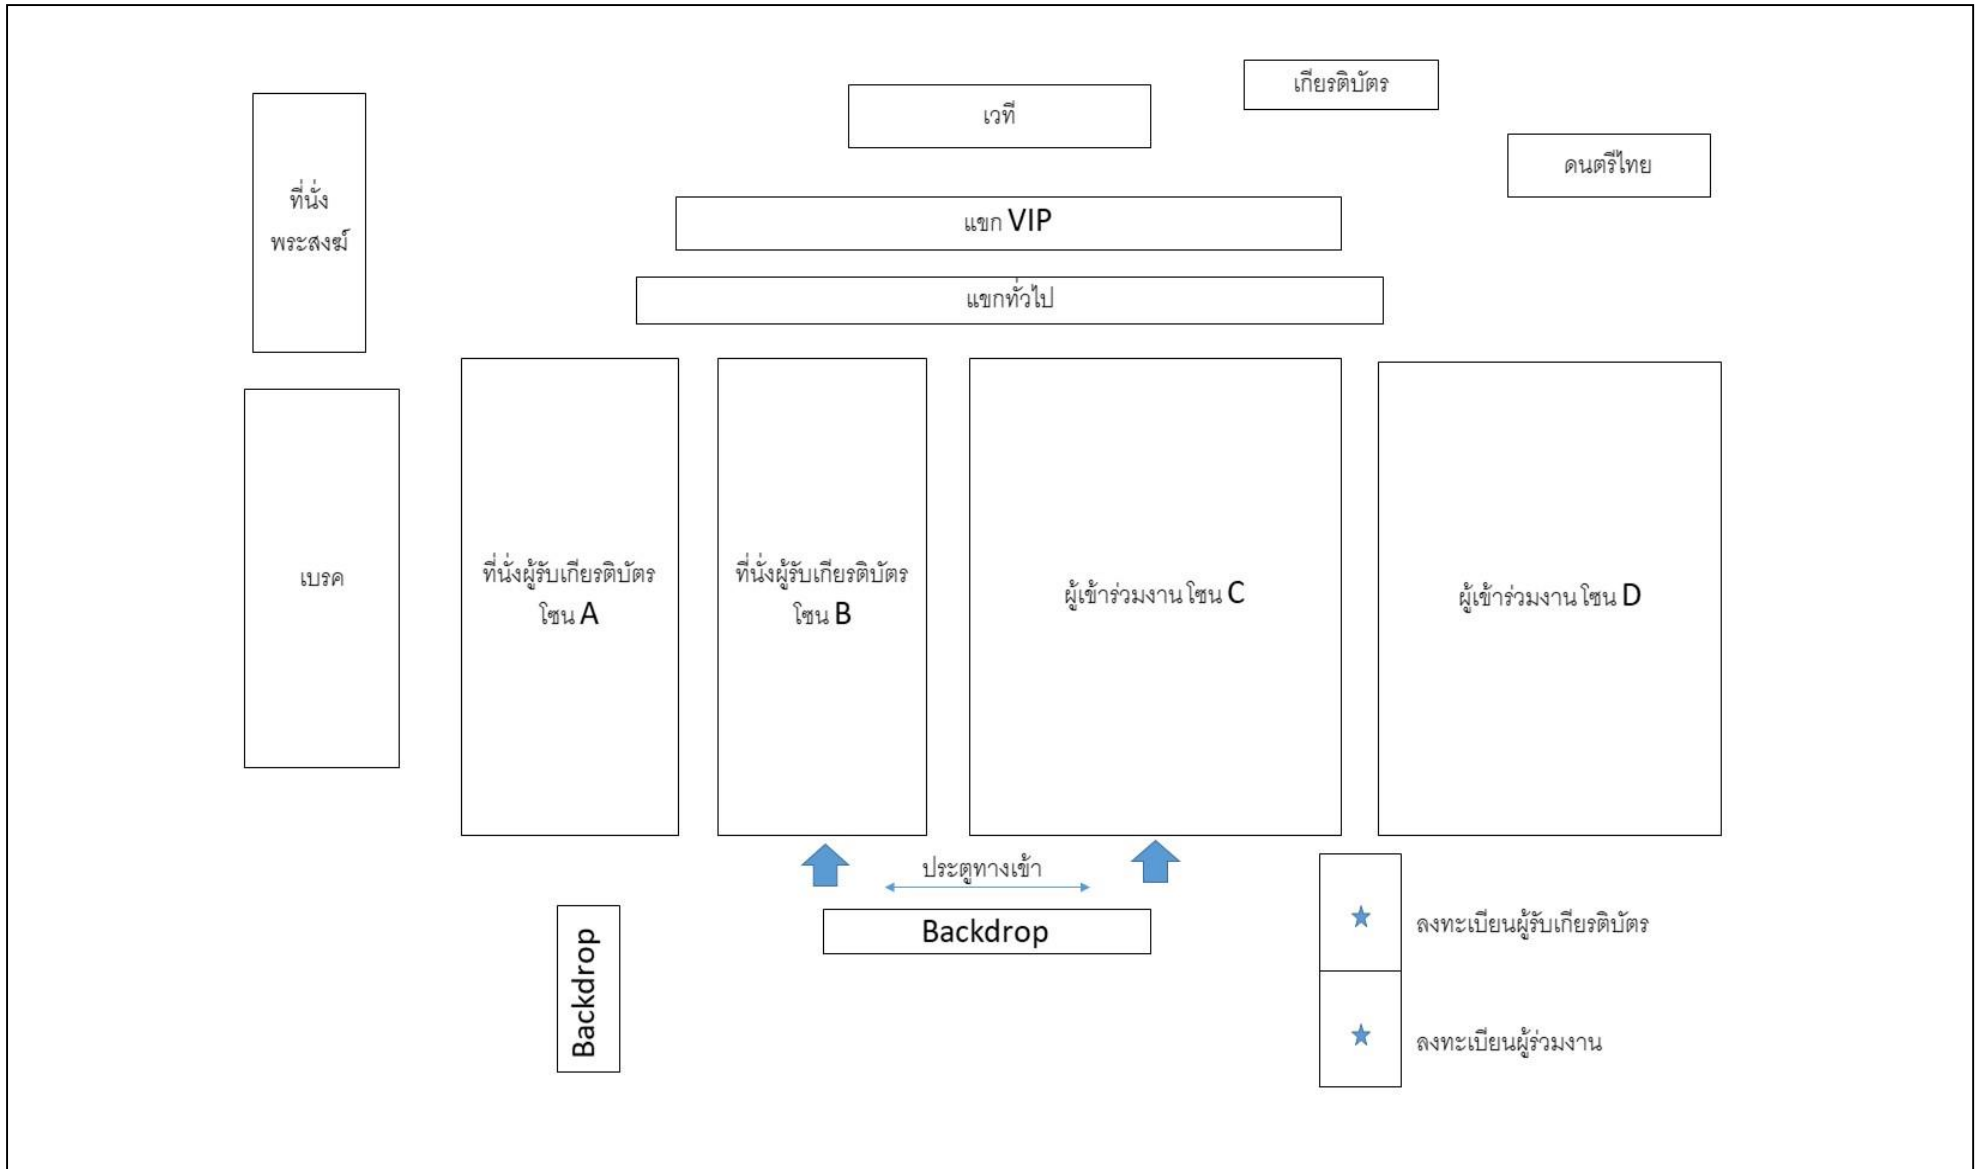 เกียรติบัตร
เวที
ดนตรีไทย
ที่นั่ง
พระสงฆ์
แขก VIP
แขกทั่วไป
เบรค
ที่นั่งผู้รับเกียรติบัตร
โซน A
ที่นั่งผู้รับเกียรติบัตร
โซน B
ผู้เข้าร่วมงาน โซน C
ผู้เข้าร่วมงาน โซน D
ประตูทางเข้า
Backdrop
Backdrop
ลงทะเบียนผู้รับเกียรติบัตร
ลงทะเบียนผู้ร่วมงาน